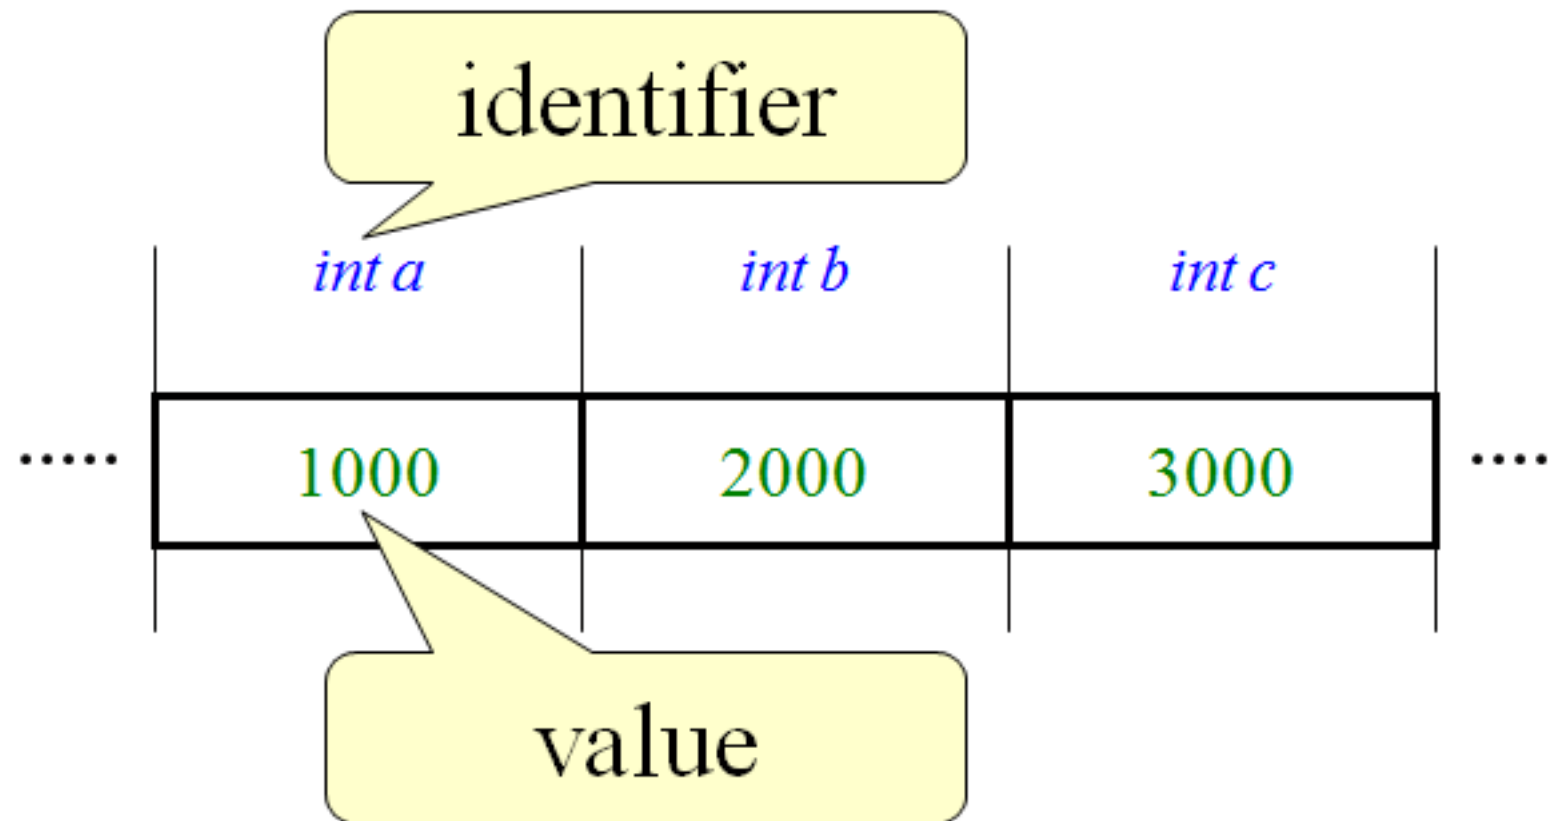 identifier
int a int b int c
..... 1000 2000 3000 ....
value